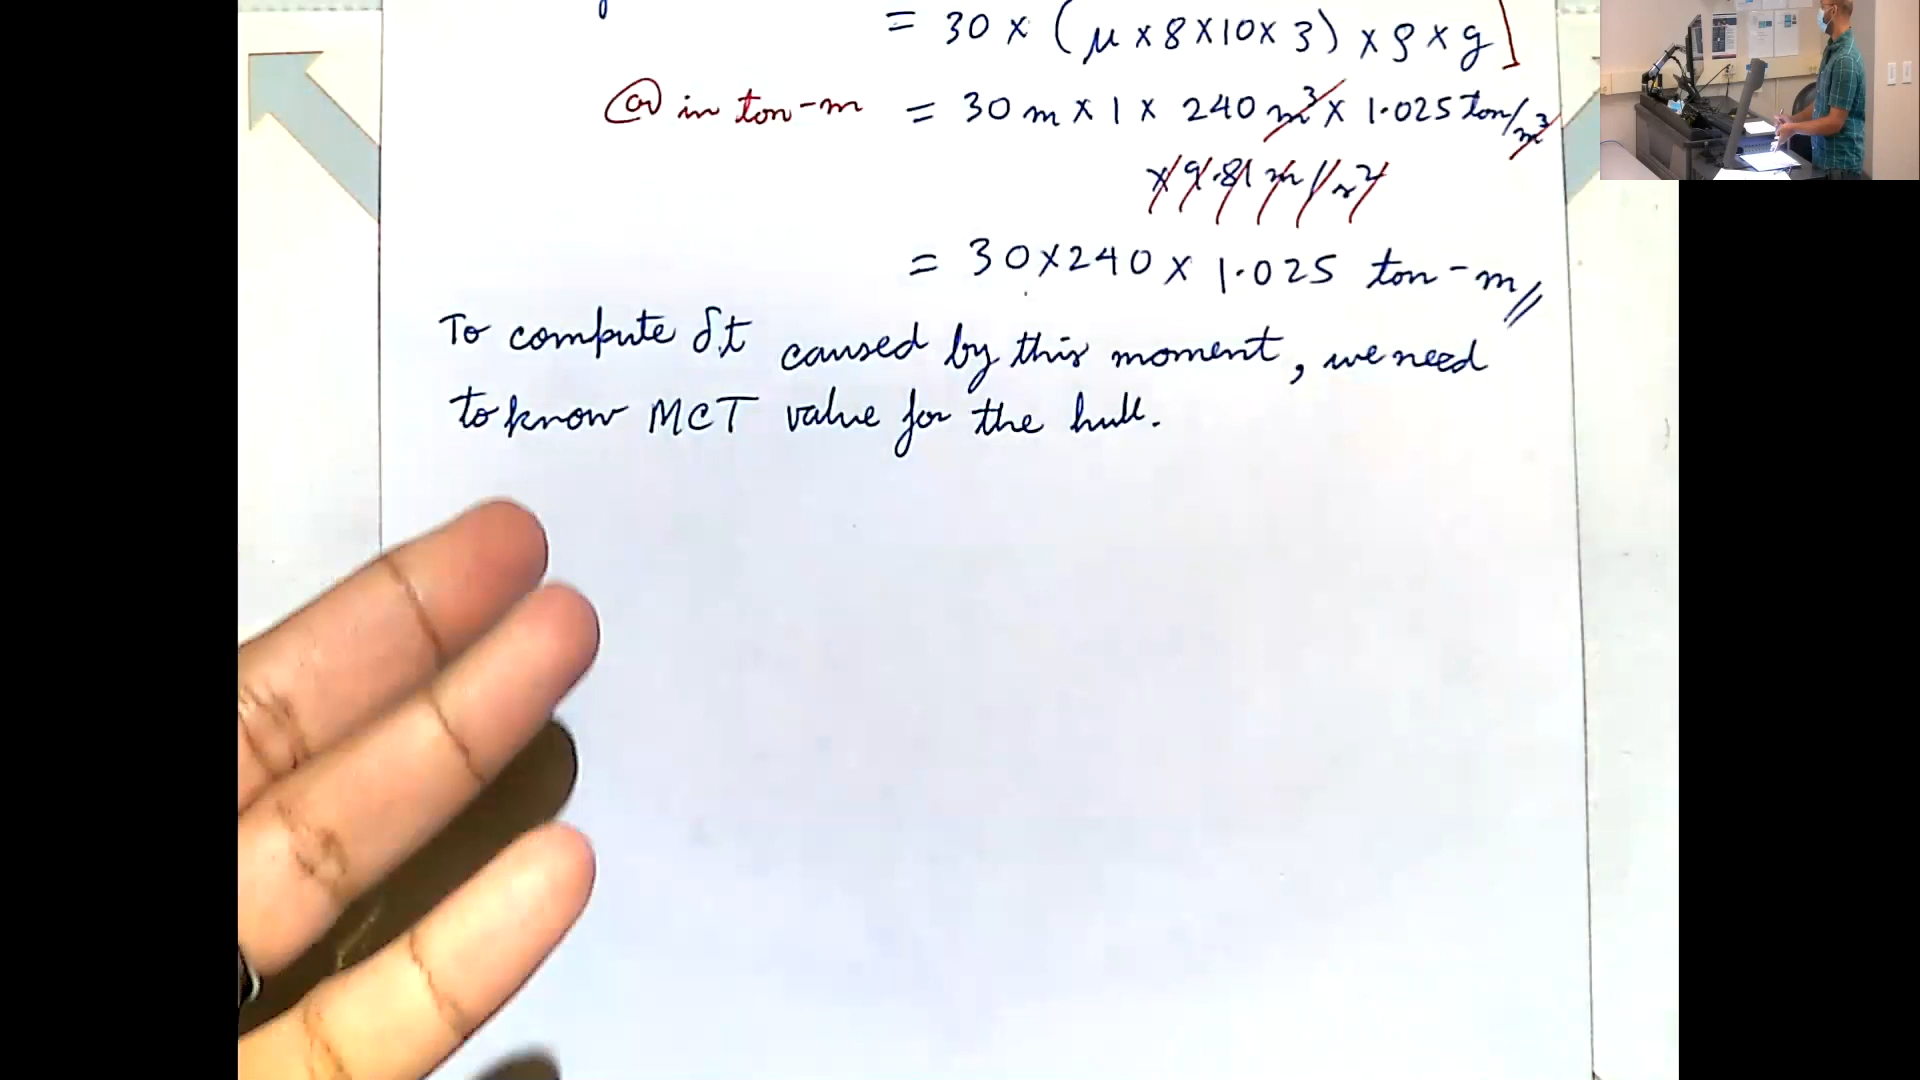 = 30 × (μ × 8 × 10 × 3) × ρ × g]
(or) in ton-m = 30 m × 1 × 240 m³ × 1.025 ton/m³
× 9.81 m/s²
= 30 × 240 × 1.025 ton-m //
To compute δt caused by this moment, we need
to know MCT value for the hull.